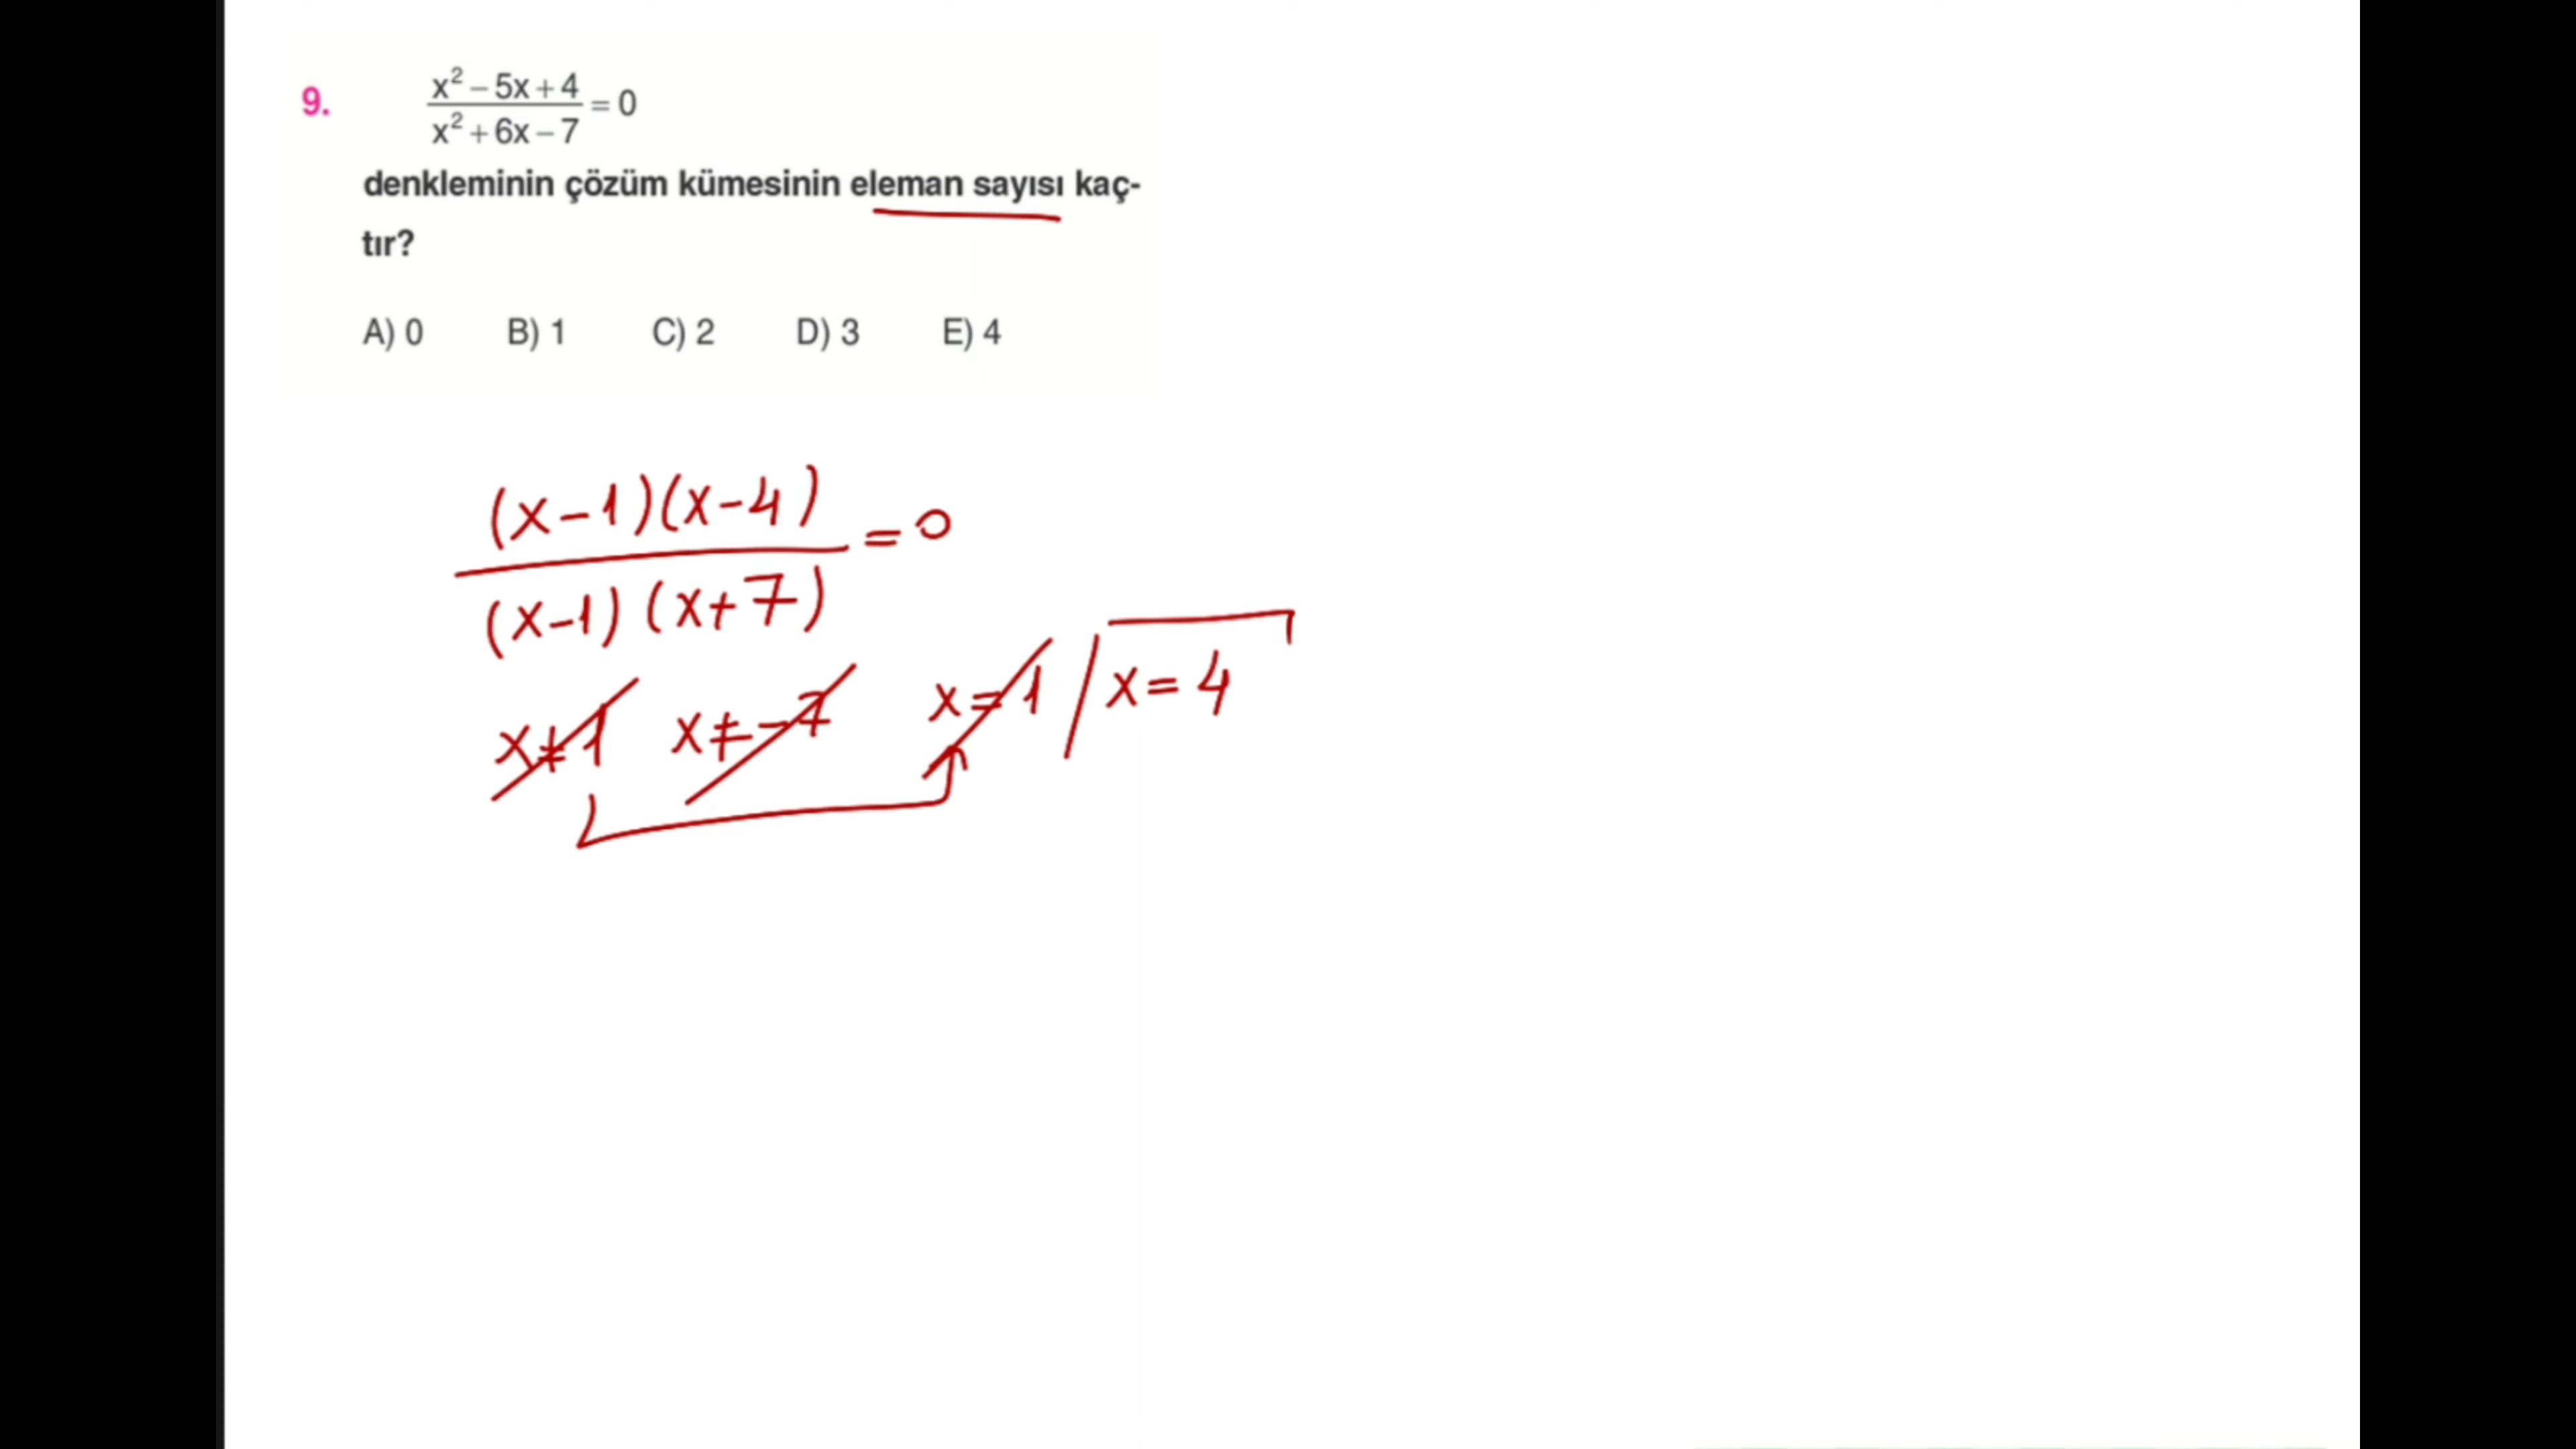 9. x² – 5x + 4 / x² + 6x – 7 = 0
denkleminin çözüm kümesinin eleman sayısı kaç-
tır?
A) 0 B) 1 C) 2 D) 3 E) 4
(x-1)(x-4) / (x-1)(x+7) = 0
x≠1 x≠-7 x=1 / x=4